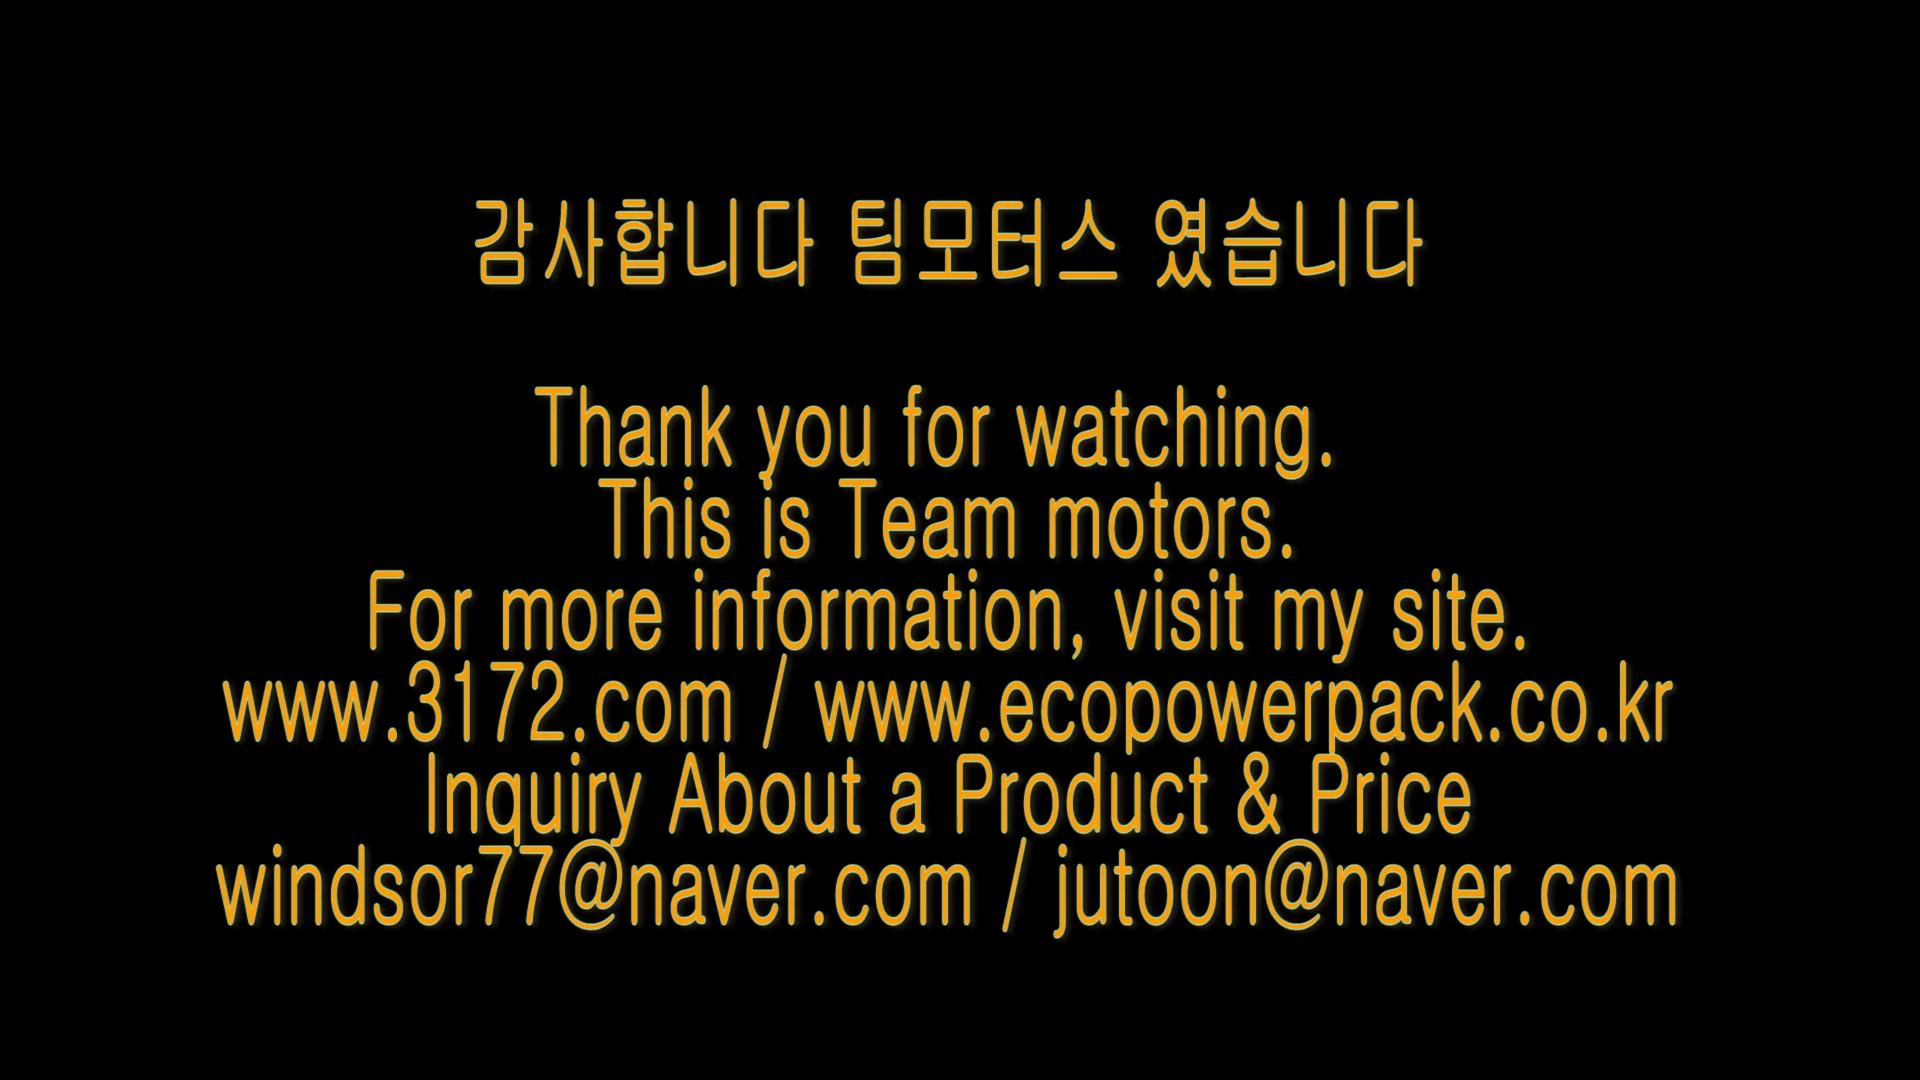 감사합니다 팀모터스 였습니다
Thank you for watching.
This is Team motors.
For more information, visit my site.
www.3172.com / www.ecopowerpack.co.kr
Inquiry About a Product & Price
windsor77@naver.com / jutoon@naver.com